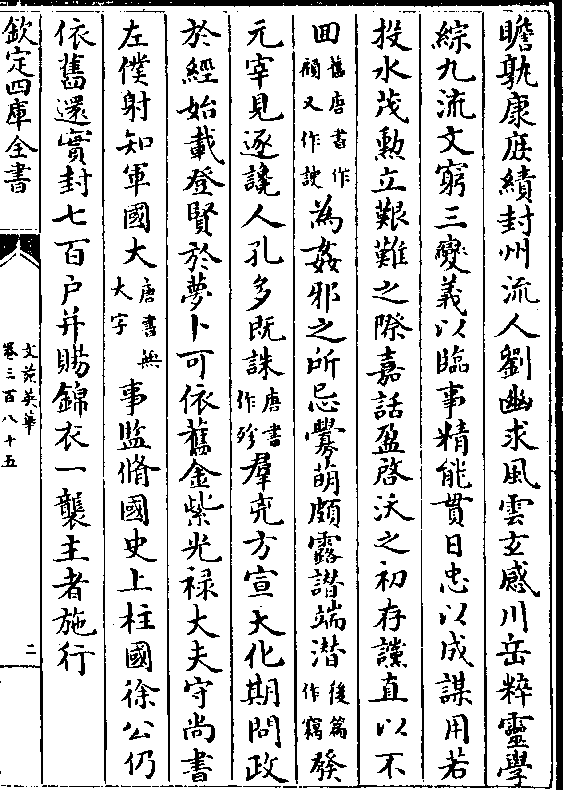 瞻孰康庶績封州流人劉幽求風雲玄感川岳粹靈學
綜九流文窮三變義以臨事精能貫日忠以成謀用若
投水茂勲立艱難之際嘉話盈啓沃之初存讜直以不
回舊唐書作顧又作詖為姦邪之所忌釁萌頗露譛端潜後篇作竊發
元宰見逐讒人孔多既誅唐書作殄羣兇方宣大化期問政
於經始載登賢於夢卜可依舊金紫光禄大夫守尚書
左僕射知軍國大唐書無大字事監脩國史上柱國徐公仍
依舊還實封七百户并賜錦衣一襲主者施行
欽定四庫全書
文苑英華
卷三百八十五
二